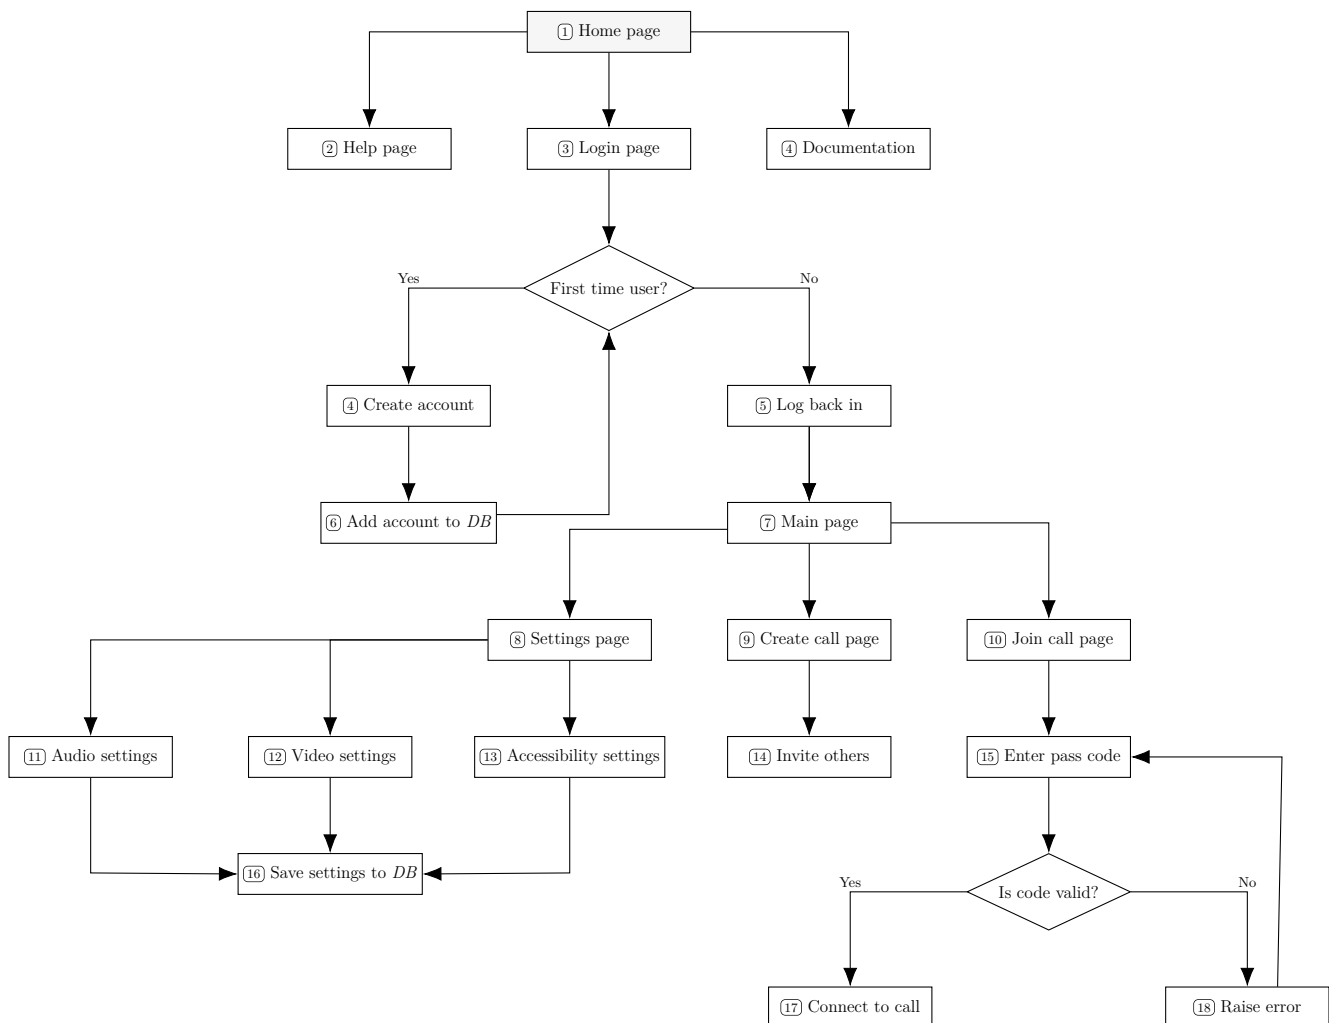 1 Home page
2 Help page
3 Login page
4 Documentation
First time user?
Yes
No
4 Create account
5 Log back in
6 Add account to DB
7 Main page
8 Settings page
9 Create call page
10 Join call page
11 Audio settings
12 Video settings
13 Accessibility settings
14 Invite others
15 Enter pass code
16 Save settings to DB
Is code valid?
Yes
No
17 Connect to call
18 Raise error